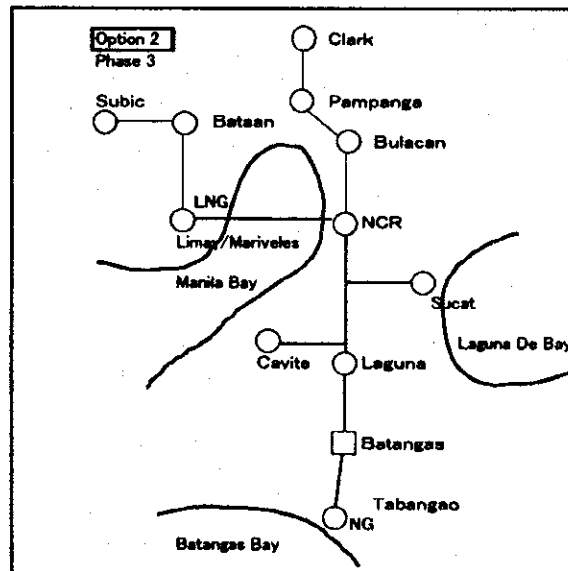 Option 2
Phase 3
Clark
Subic
Pampanga
Bataan
Bulacan
LNG
NCR
Limay/Mariveles
Manila Bay
Sucat
Laguna De Bay
Cavite
Laguna
Batangas
Tabangao
NG
Batangas Bay